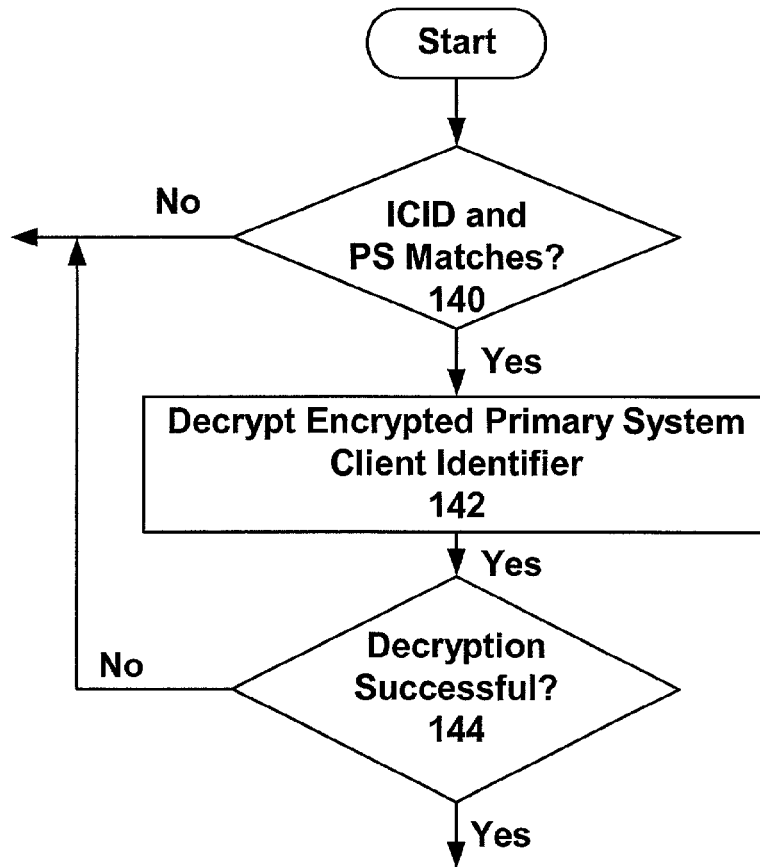 Start
No
ICID and
PS Matches?
140
Yes
Decrypt Encrypted Primary System
Client Identifier
142
Yes
Decryption
No
Successful?
144
Yes